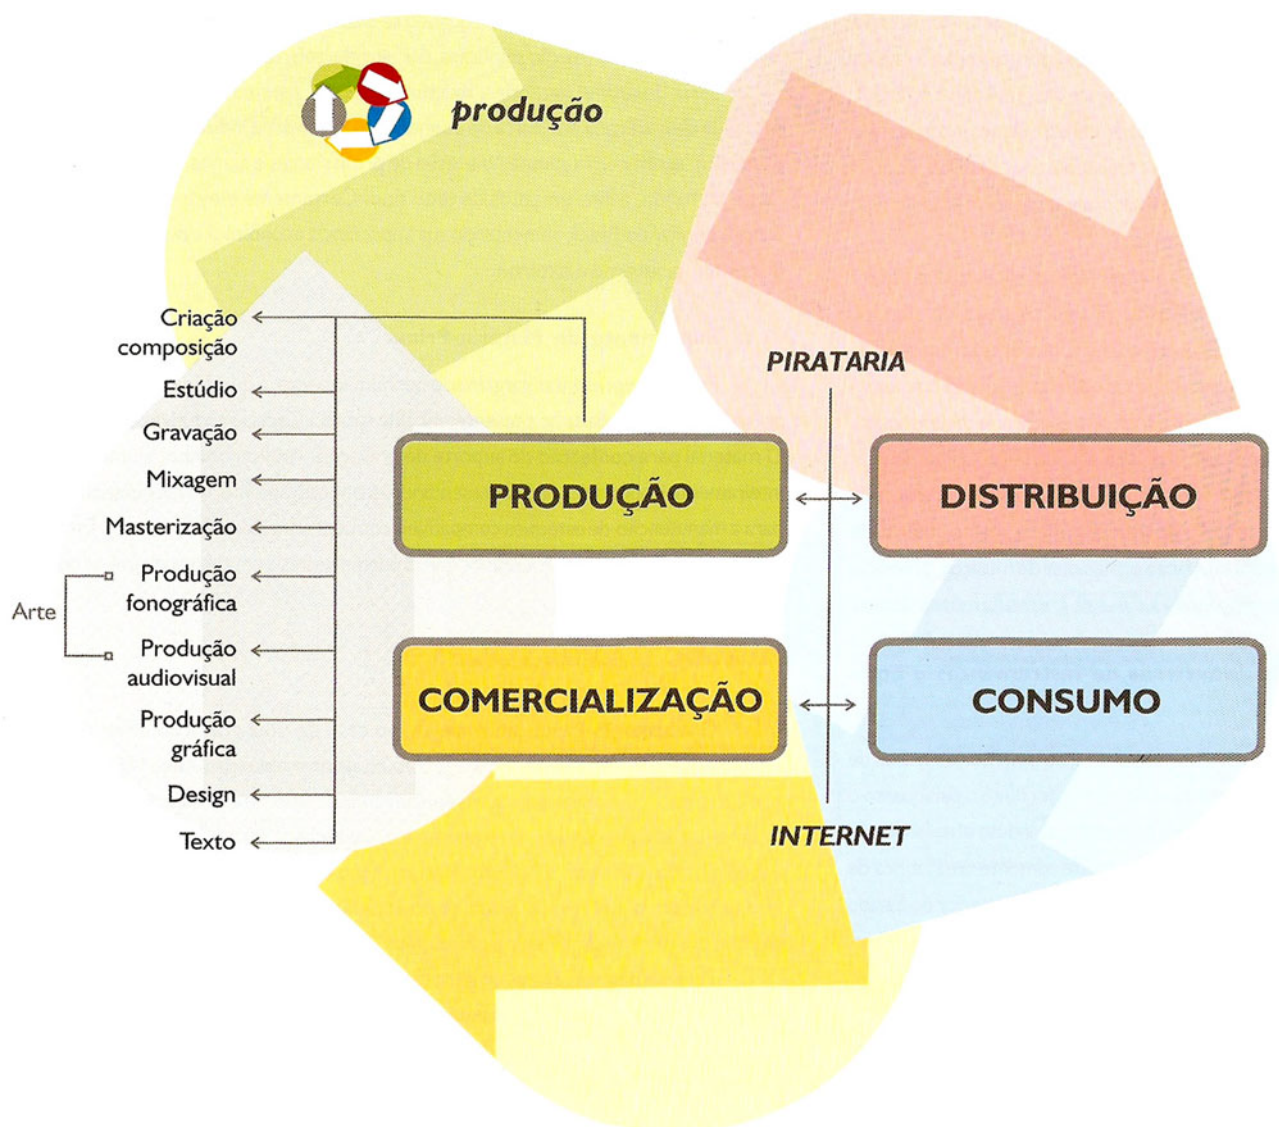 produção
Criação
composição
Estúdio
Gravação
Mixagem
Masterização
Produção
fonográfica
Arte
Produção
audiovisual
Produção
gráfica
Design
Texto
PIRATARIA
PRODUÇÃO
DISTRIBUIÇÃO
COMERCIALIZAÇÃO
CONSUMO
INTERNET